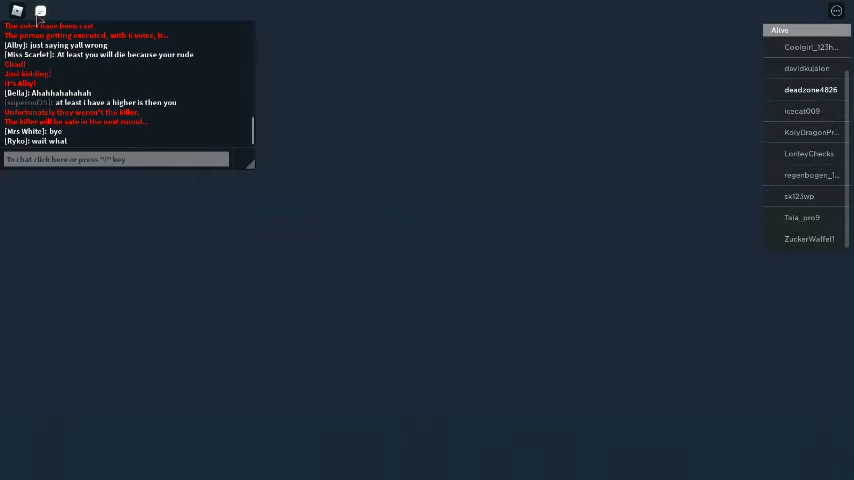 The votes have been cast
The person getting executed, with 6 votes, is..
[Alby]: just saying yall wrong
[Miss Scarlet]: At least you will die because your rude
Chad!
Just kidding!
It's Alby!
[Bella]: Ahahhahahahah
[superoof25]: at least i have a higher is then you
Unfortunately they weren't the killer.
The killer will be safe in the next round..
[Mrs White]: bye
[Ryko]: wait what
To chat click here or press "/" key
Alive
Coolgirl_123h...
davidkujalon
deadzone4826
icecat009
KolyDragonPr...
LonleyChecks
regenbogen_1...
sk123wp
Tala_pro9
ZuckerWaffel1